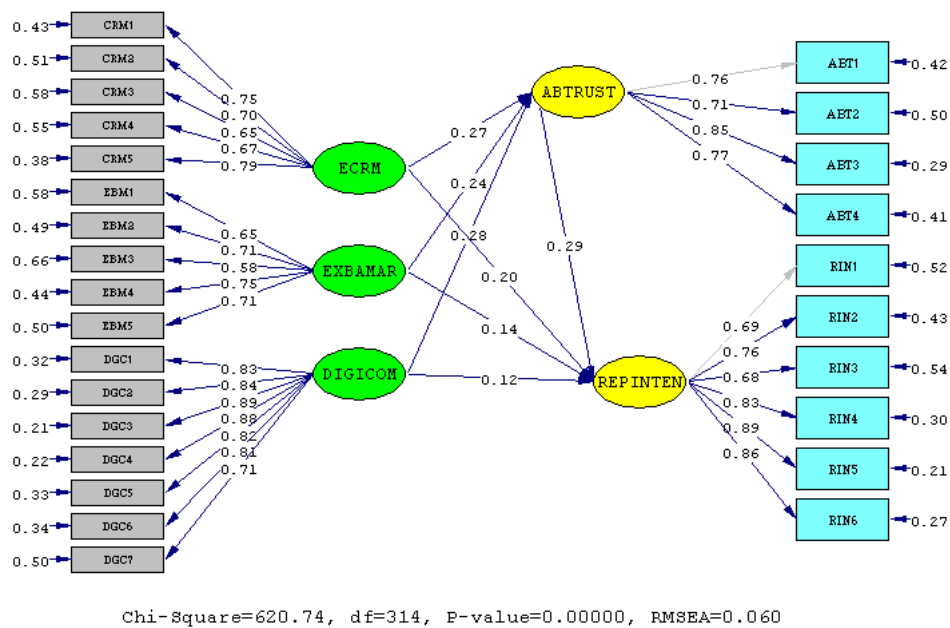 0.43 CRM1
0.51 CRM2
0.58 CRM3
0.55 CRM4
0.38 CRM5
0.58 EBM1
0.49 EBM2
0.66 EBM3
0.44 EBM4
0.50 EBM5
0.32 DGC1
0.29 DGC2
0.21 DGC3
0.22 DGC4
0.33 DGC5
0.34 DGC6
0.50 DGC7
0.75
0.70
0.65
0.67
0.79
0.65
0.71
0.58
0.75
0.71
0.83
0.84
0.89
0.88
0.82
0.81
0.71
ECRM
EXBAMAR
DIGICOM
0.27
0.24
0.28
0.20
0.14
0.12
0.29
ABTRUST
REPINTEN
0.76
0.71
0.85
0.77
0.69
0.76
0.68
0.83
0.89
0.86
ABT1 0.42
ABT2 0.50
ABT3 0.29
ABT4 0.41
RIN1 0.52
RIN2 0.43
RIN3 0.54
RIN4 0.30
RIN5 0.21
RIN6 0.27
Chi-Square=620.74, df=314, P-value=0.00000, RMSEA=0.060